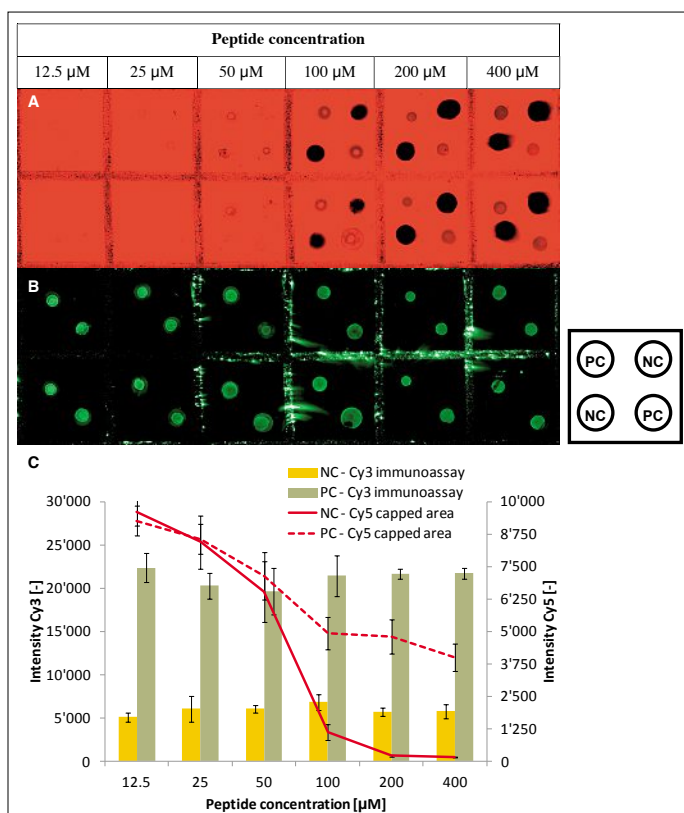 Peptide concentration
12.5 µM 25 µM 50 µM 100 µM 200 µM 400 µM
A
B
PC NC
NC PC
C
NC - Cy3 immunoassay
PC - Cy3 immunoassay
NC - Cy5 capped area
PC - Cy5 capped area
Intensity Cy3 [-]
30'000
25'000
20'000
15'000
10'000
5'000
0
10'000
8'750
7'500
6'250
5'000
3'750
2'500
1'250
0
Intensity Cy5 [-]
12.5 25 50 100 200 400
Peptide concentration [µM]